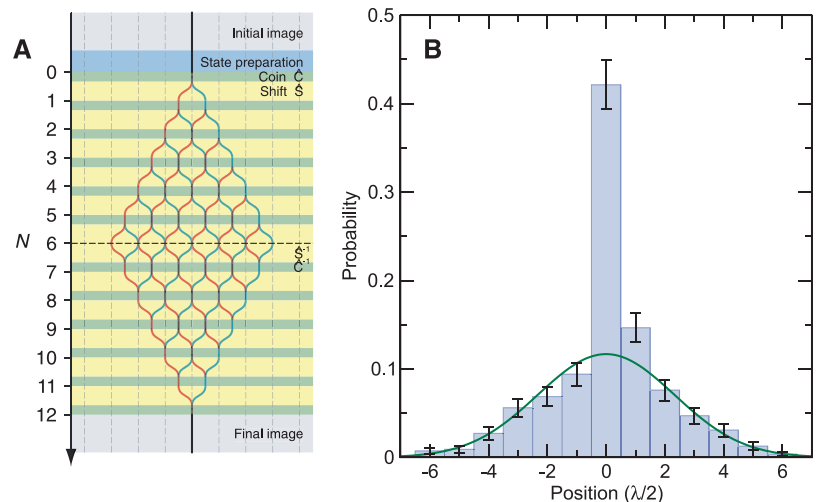 A
Initial image
State preparation
Coin Ĉ
Shift Ŝ
0
1
2
3
4
5
N 6
Ŝ⁻¹
Ĉ⁻¹
7
8
9
10
11
12
Final image
B
Probability
0.5
0.4
0.3
0.2
0.1
0
-6 -4 -2 0 2 4 6
Position (λ/2)